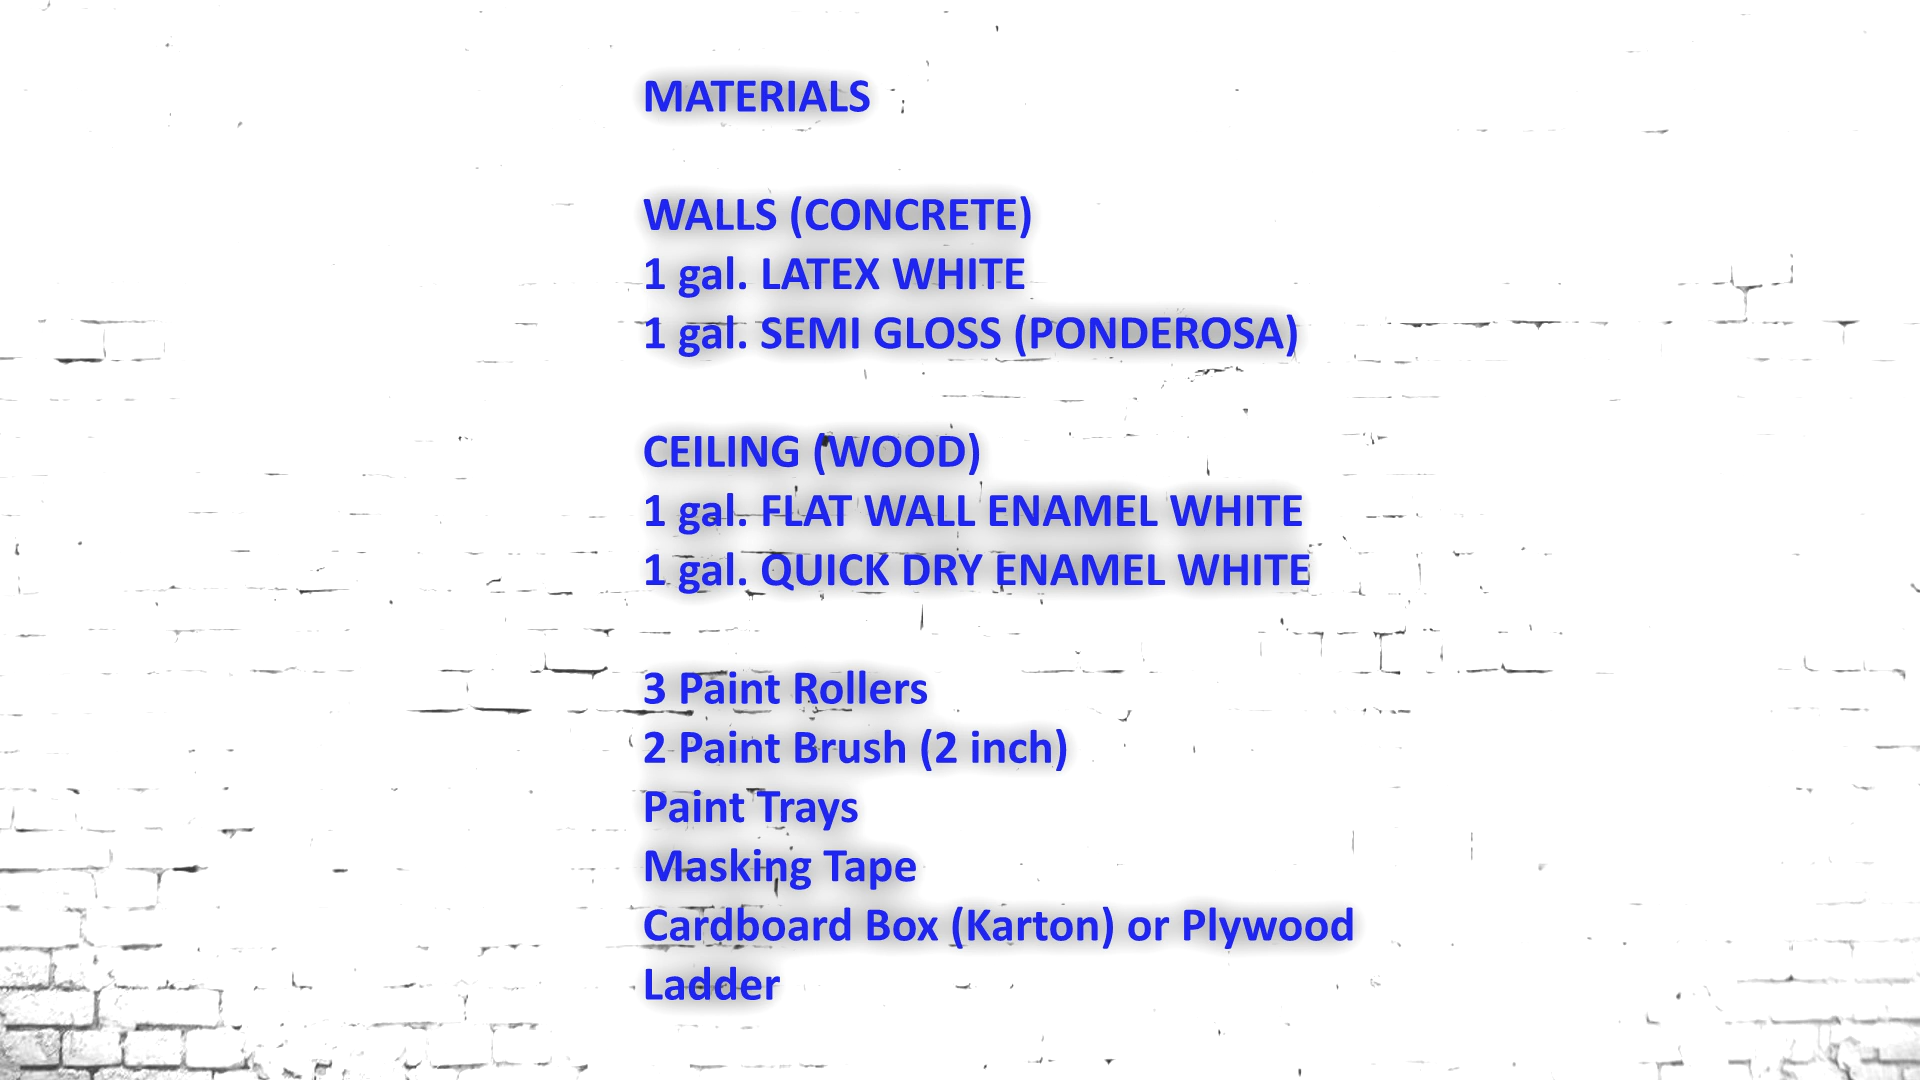 MATERIALS
WALLS (CONCRETE)
1 gal. LATEX WHITE
1 gal. SEMI GLOSS (PONDEROSA)
CEILING (WOOD)
1 gal. FLAT WALL ENAMEL WHITE
1 gal. QUICK DRY ENAMEL WHITE
3 Paint Rollers
2 Paint Brush (2 inch)
Paint Trays
Masking Tape
Cardboard Box (Karton) or Plywood
Ladder